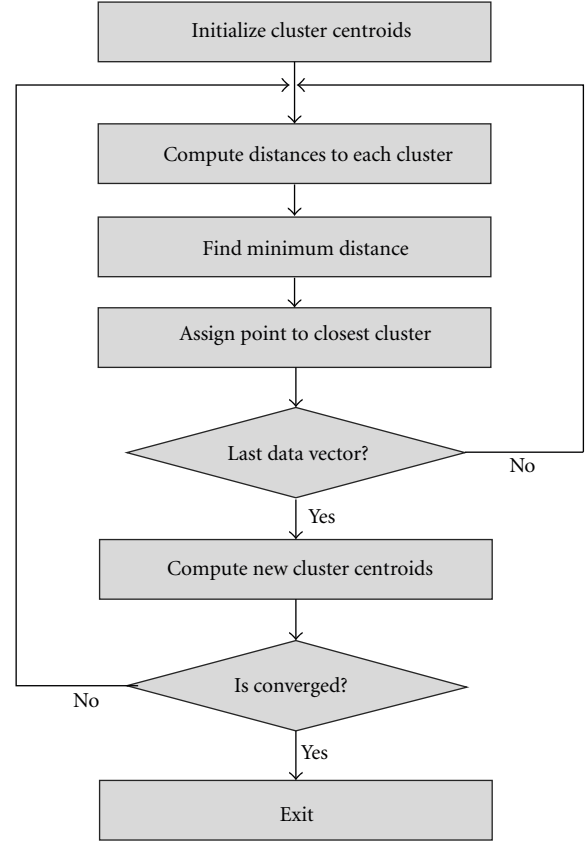 Initialize cluster centroids
Compute distances to each cluster
Find minimum distance
Assign point to closest cluster
Last data vector?
No
Yes
Compute new cluster centroids
Is converged?
No
Yes
Exit